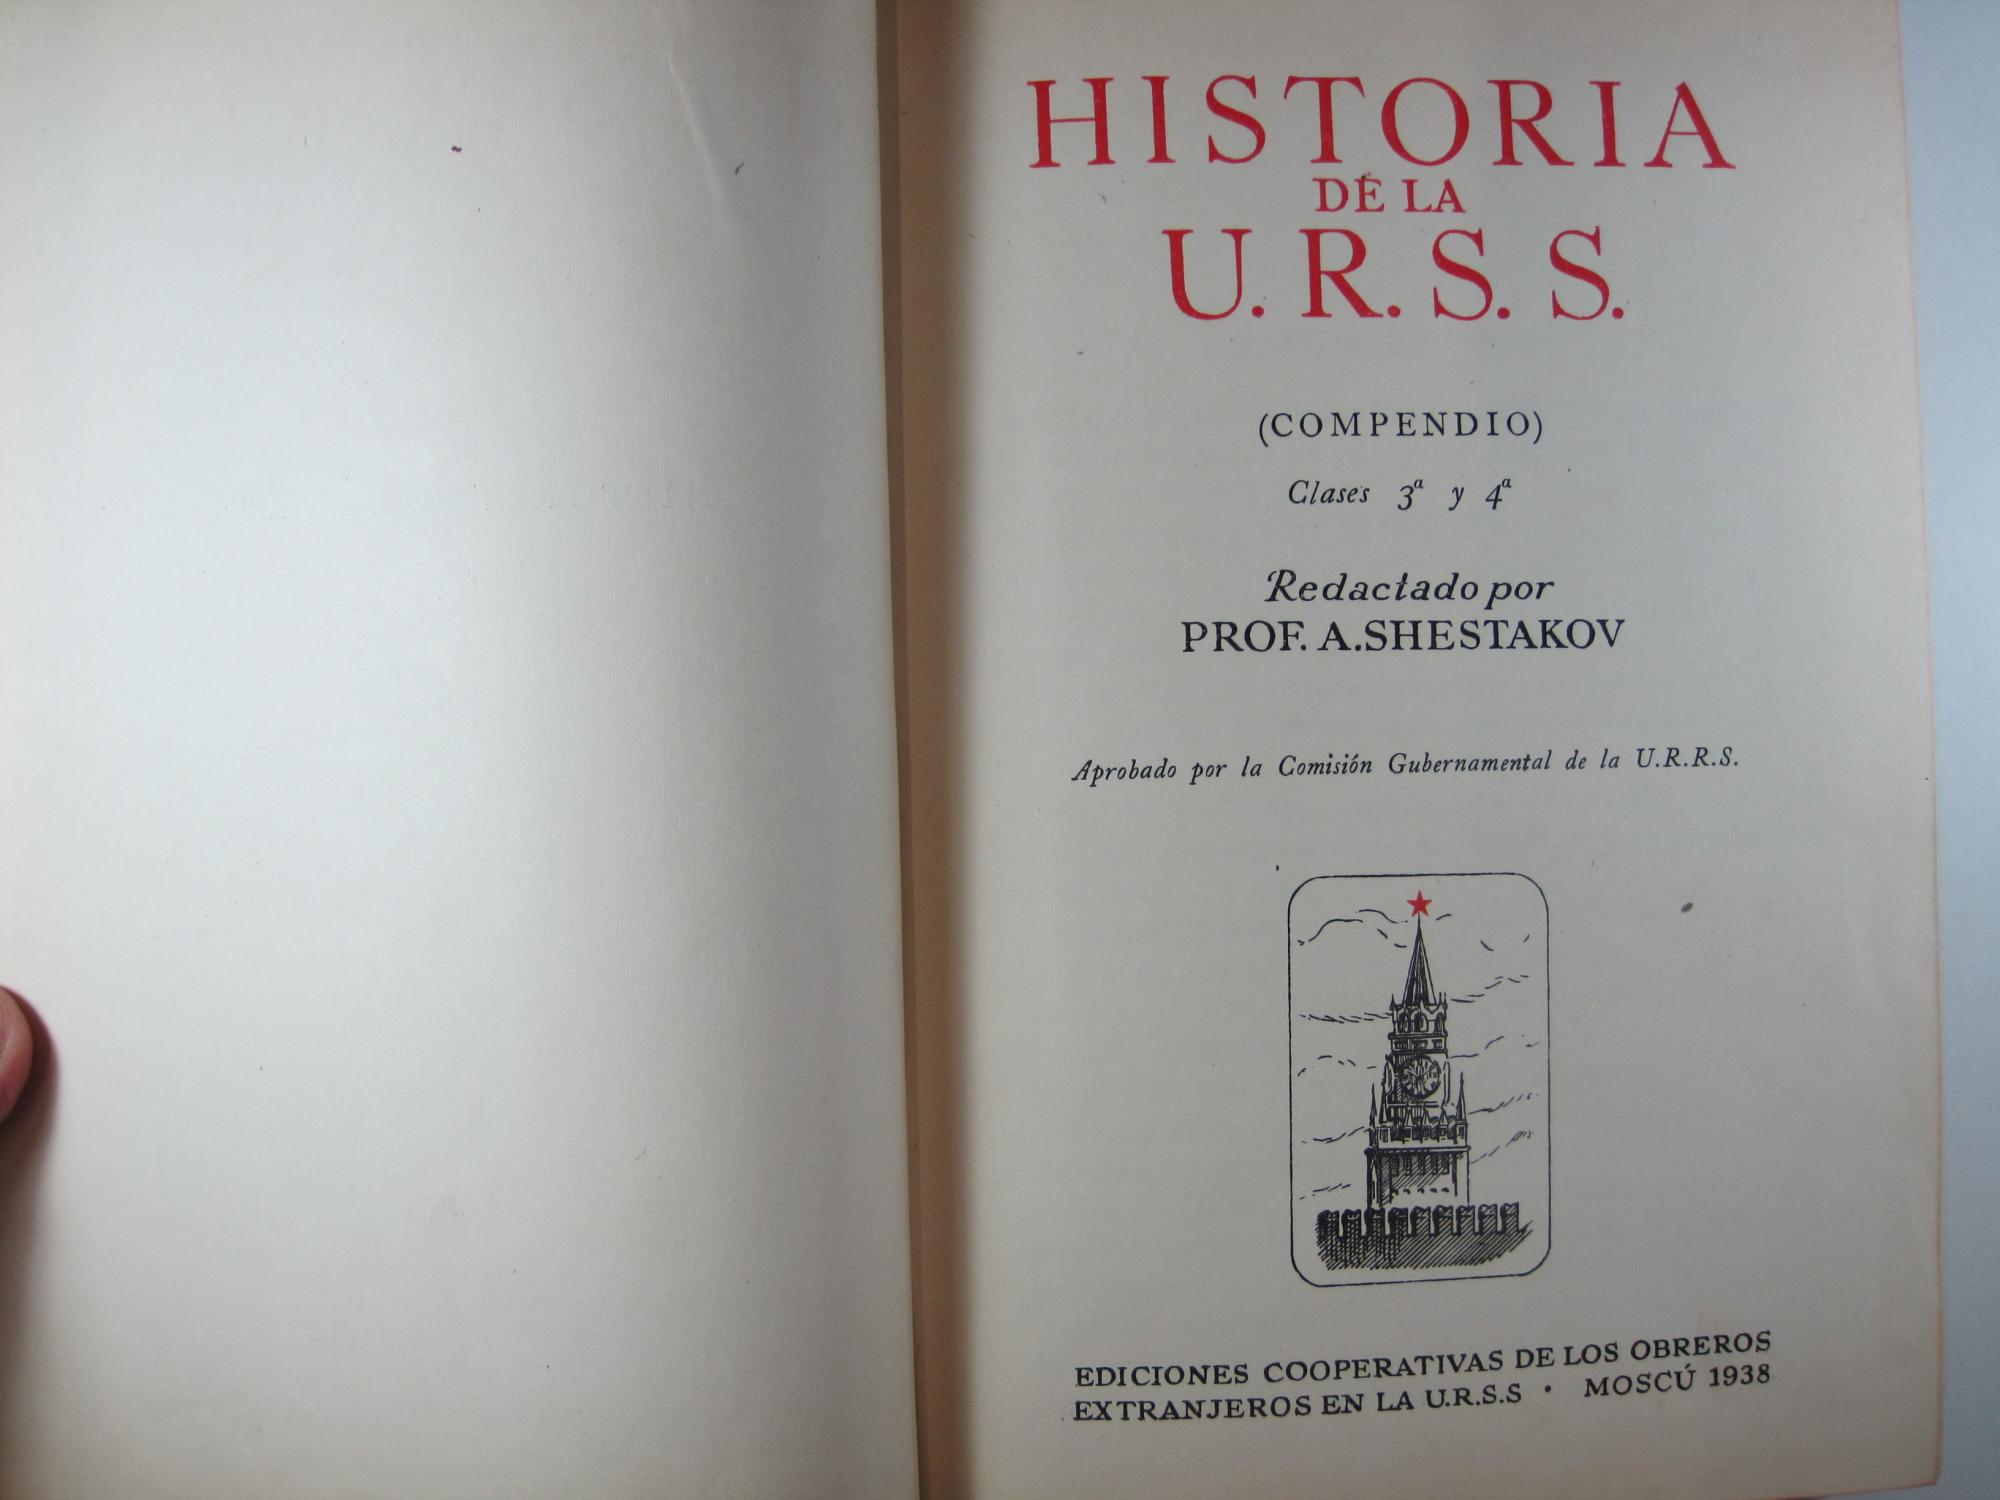 HISTORIA
DE LA
U. R. S. S.
(COMPENDIO)
Clases 3ª y 4ª
Redactado por
PROF. A. SHESTAKOV
Aprobado por la Comisión Gubernamental de la U.R.R.S.
EDICIONES COOPERATIVAS DE LOS OBREROS
EXTRANJEROS EN LA U.R.S.S • MOSCÚ 1938